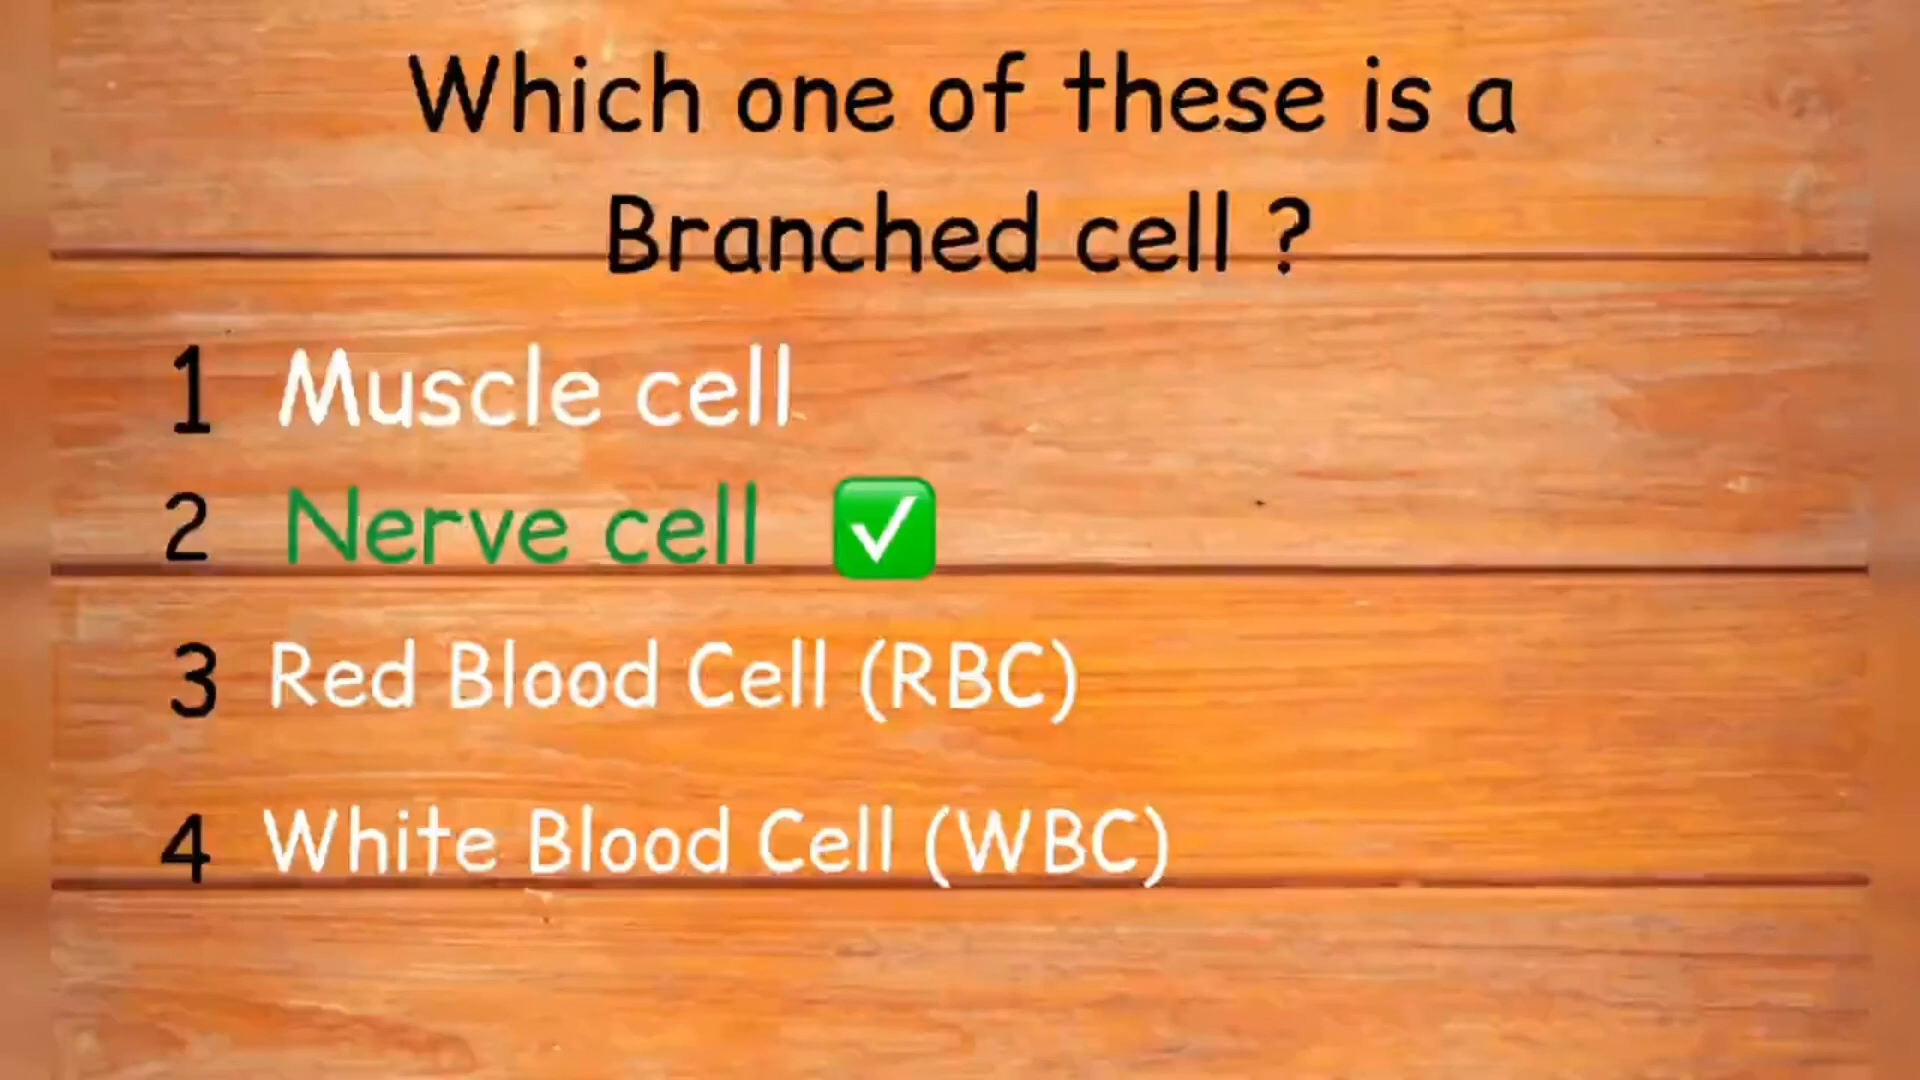 Which one of these is a
Branched cell ?
1 Muscle cell
2 Nerve cell ✅
3 Red Blood Cell (RBC)
4 White Blood Cell (WBC)